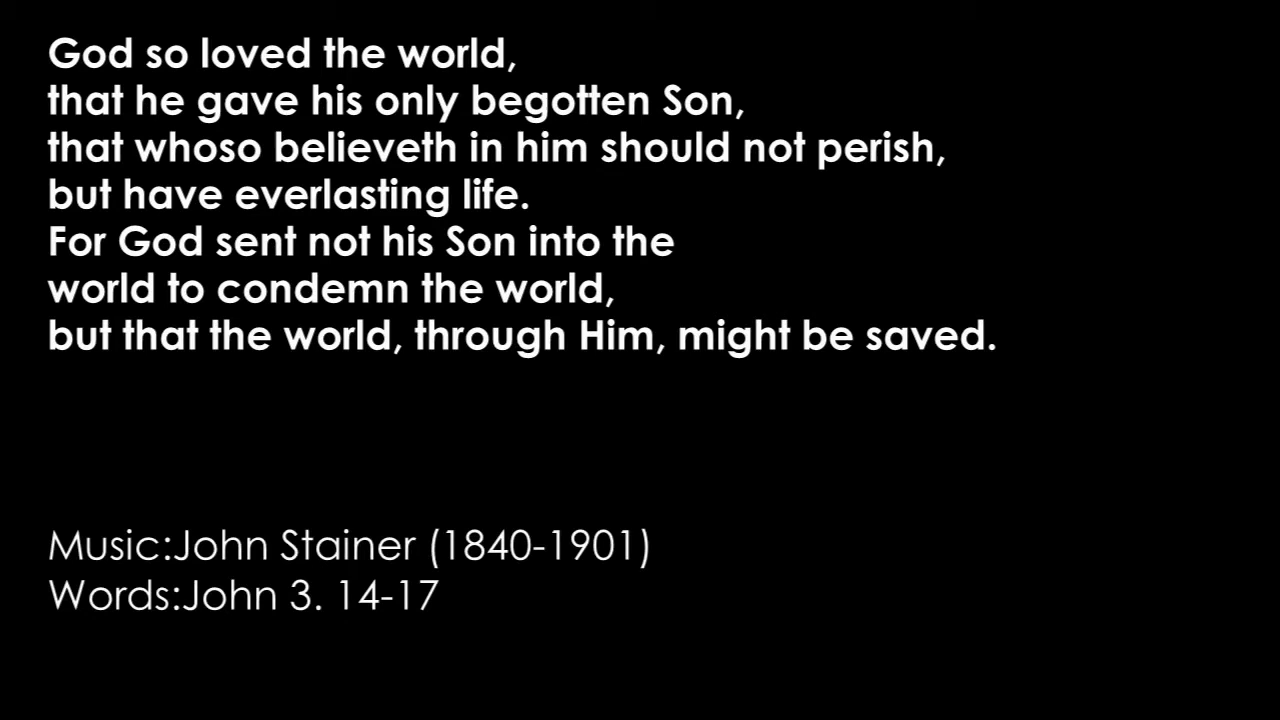 God so loved the world,
that he gave his only begotten Son,
that whoso believeth in him should not perish,
but have everlasting life.
For God sent not his Son into the
world to condemn the world,
but that the world, through Him, might be saved.
Music:John Stainer (1840-1901)
Words:John 3. 14-17